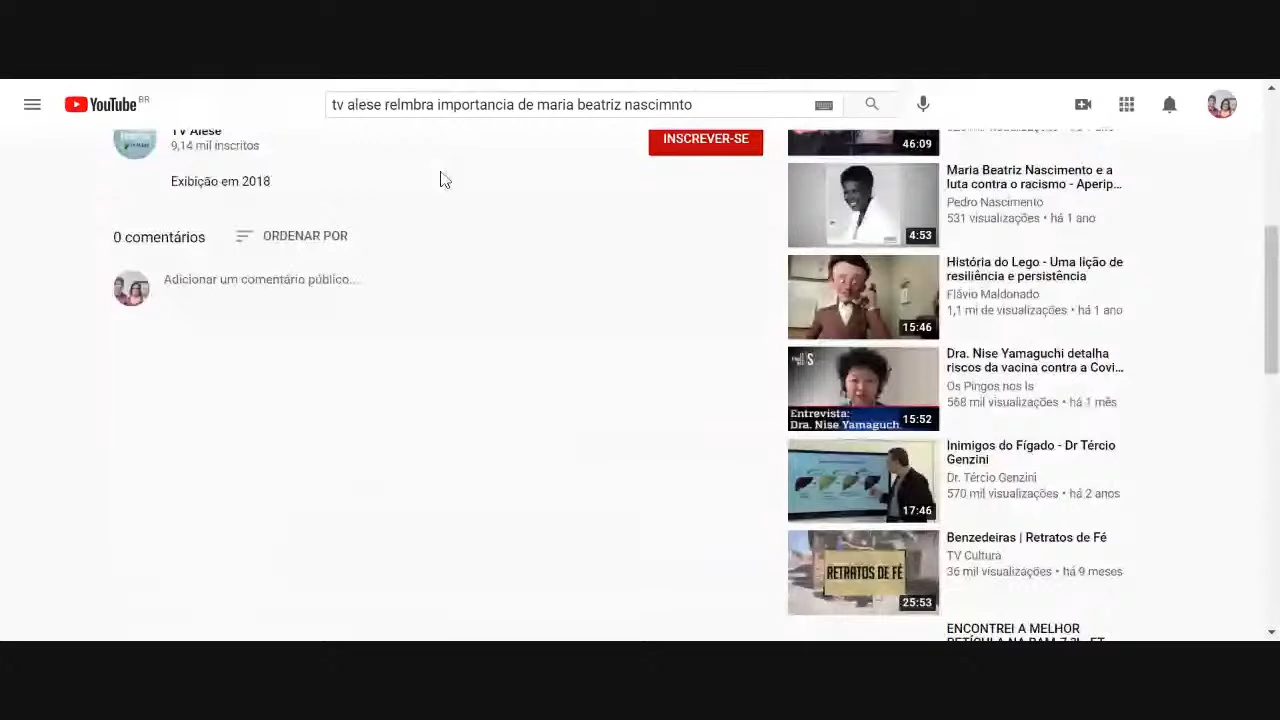 YouTube BR
tv alese relmbra importancia de maria beatriz nascimnto
TV Alese
9,14 mil inscritos
INSCREVER-SE
Exibição em 2018
0 comentários
ORDENAR POR
Adicionar um comentário público...
46:09
Maria Beatriz Nascimento e a
luta contra o racismo - Aperip...
Pedro Nascimento
531 visualizações • há 1 ano
4:53
História do Lego - Uma lição de
resiliência e persistência
Flávio Maldonado
1,1 mi de visualizações • há 1 ano
15:46
Dra. Nise Yamaguchi detalha
riscos da vacina contra a Covi...
Os Pingos nos Is
568 mil visualizações • há 1 mês
Entrevista:
Dra. Nise Yamaguch
15:52
Inimigos do Fígado - Dr Tércio
Genzini
Dr. Tércio Genzini
570 mil visualizações • há 2 anos
17:46
Benzedeiras | Retratos de Fé
TV Cultura
36 mil visualizações • há 9 meses
RETRATOS DE FÉ
25:53
ENCONTREI A MELHOR